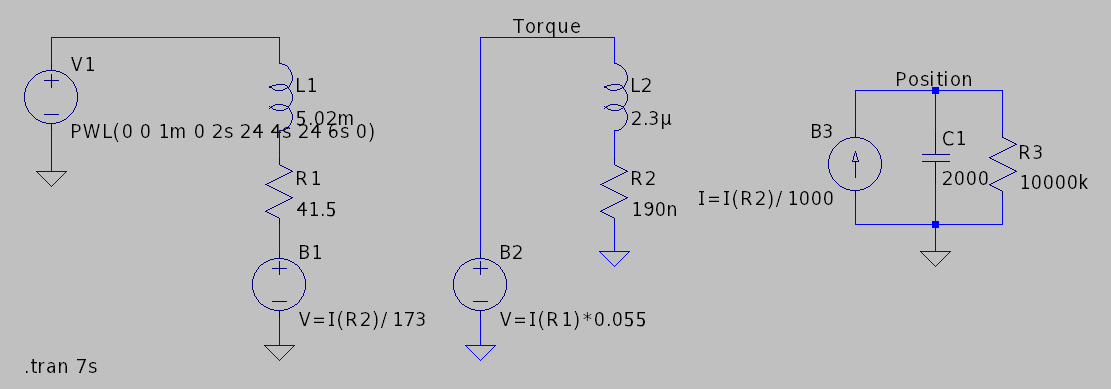 Torque
V1
L1
L2
Position
5.02m
2.3µ
PWL(0 0 1m 0 2s 24 4s 24 6s 0)
B3
C1
R3
R1
R2
2000
10000k
41.5
190n
I=I(R2)/1000
B1
B2
V=I(R2)/173
V=I(R1)*0.055
.tran 7s